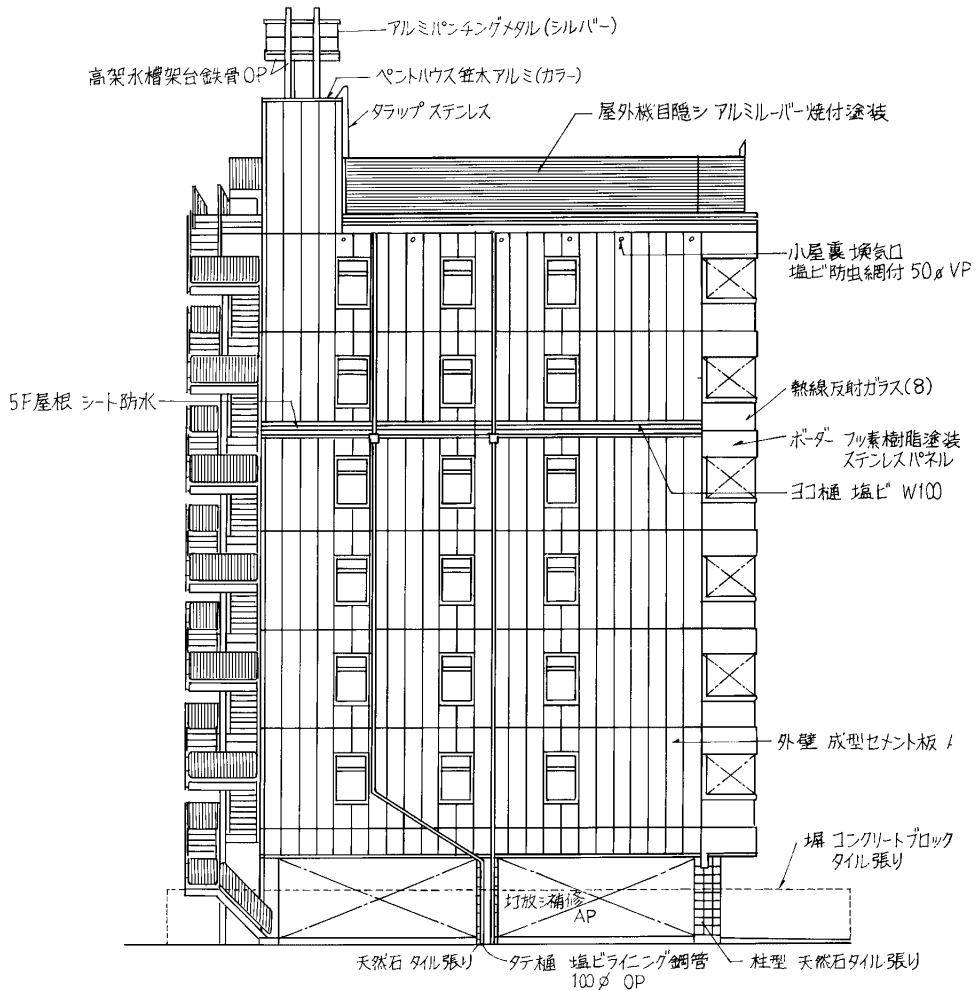 アルミパンチングメタル(シルバー)
高架水槽架台鉄骨OP
ペントハウス笠木アルミ(カラー)
タラップ ステンレス
屋外機目隠シ アルミルーバー焼付塗装
小屋裏換気口
塩ビ防虫網付 50φ VP
5F屋根 シート防水
熱線反射ガラス(8)
ボーダー フッ素樹脂塗装
ステンレスパネル
ヨコ樋 塩ビ W100
外壁 成型セメント板 A
塀 コンクリートブロック
タイル張り
打放シ補修
AP
天然石タイル張り
タテ樋 塩ビライニング鋼管
100φ OP
柱型 天然石タイル張り